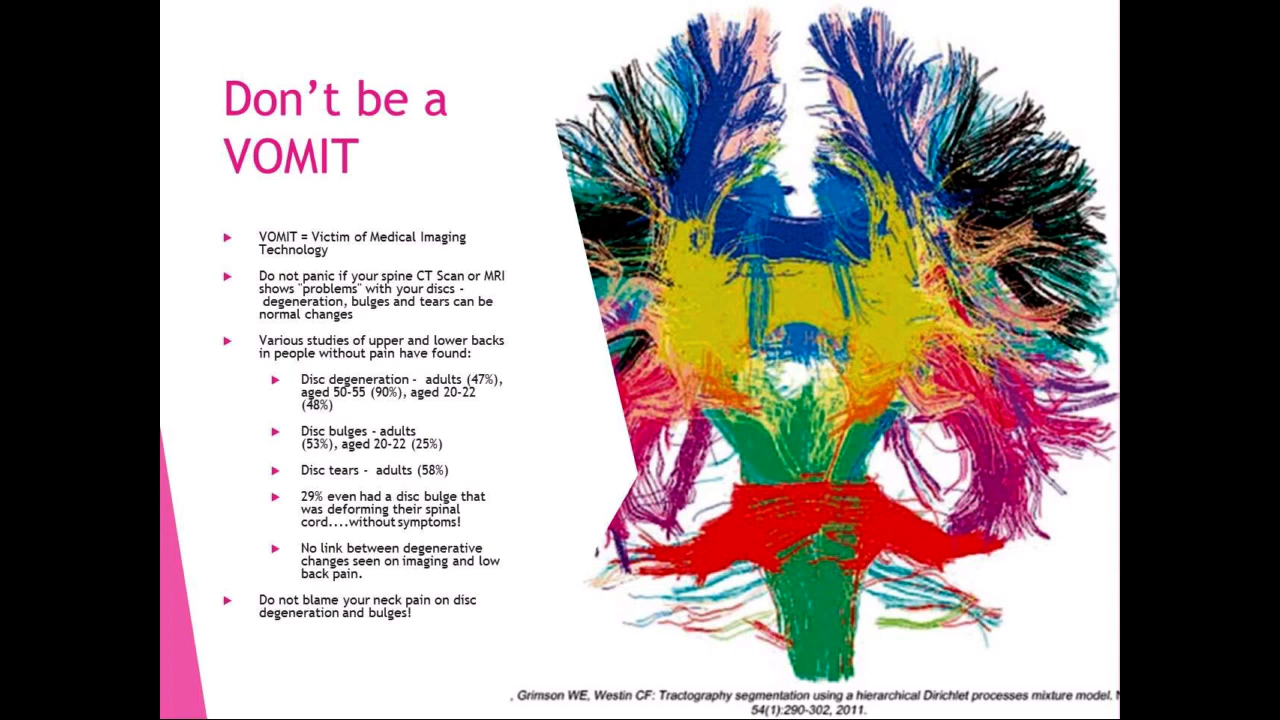 Don't be a
VOMIT
VOMIT = Victim of Medical Imaging
Technology
Do not panic if your spine CT Scan or MRI
shows "problems" with your discs -
degeneration, bulges and tears can be
normal changes
Various studies of upper and lower backs
in people without pain have found:
Disc degeneration - adults (47%),
aged 50-55 (90%), aged 20-22
(48%)
Disc bulges - adults
(53%), aged 20-22 (25%)
Disc tears - adults (58%)
29% even had a disc bulge that
was deforming their spinal
cord....without symptoms!
No link between degenerative
changes seen on imaging and low
back pain.
Do not blame your neck pain on disc
degeneration and bulges!
, Grimson WE, Westin CF: Tractography segmentation using a hierarchical Dirichlet processes mixture model.
54(1):290-302, 2011.